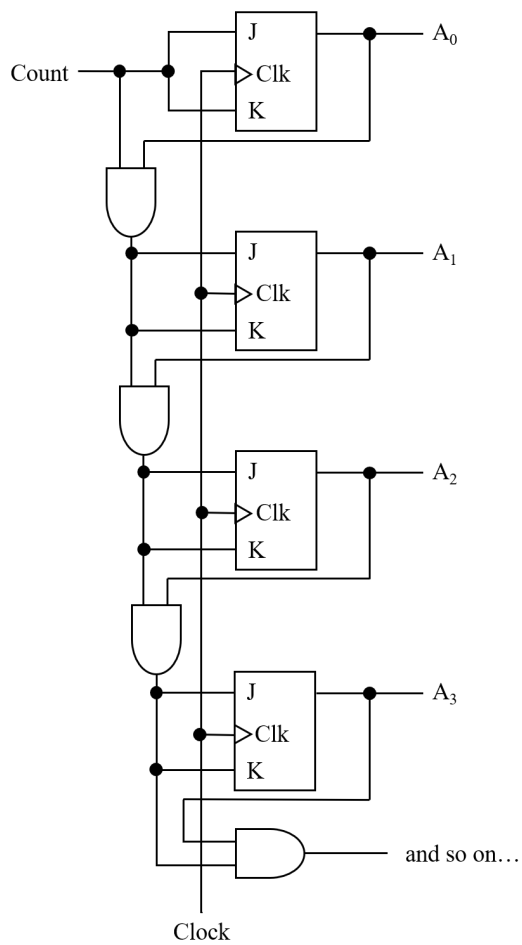 J A₀
Count Clk
K
J A₁
Clk
K
J A₂
Clk
K
J A₃
Clk
K
and so on…
Clock